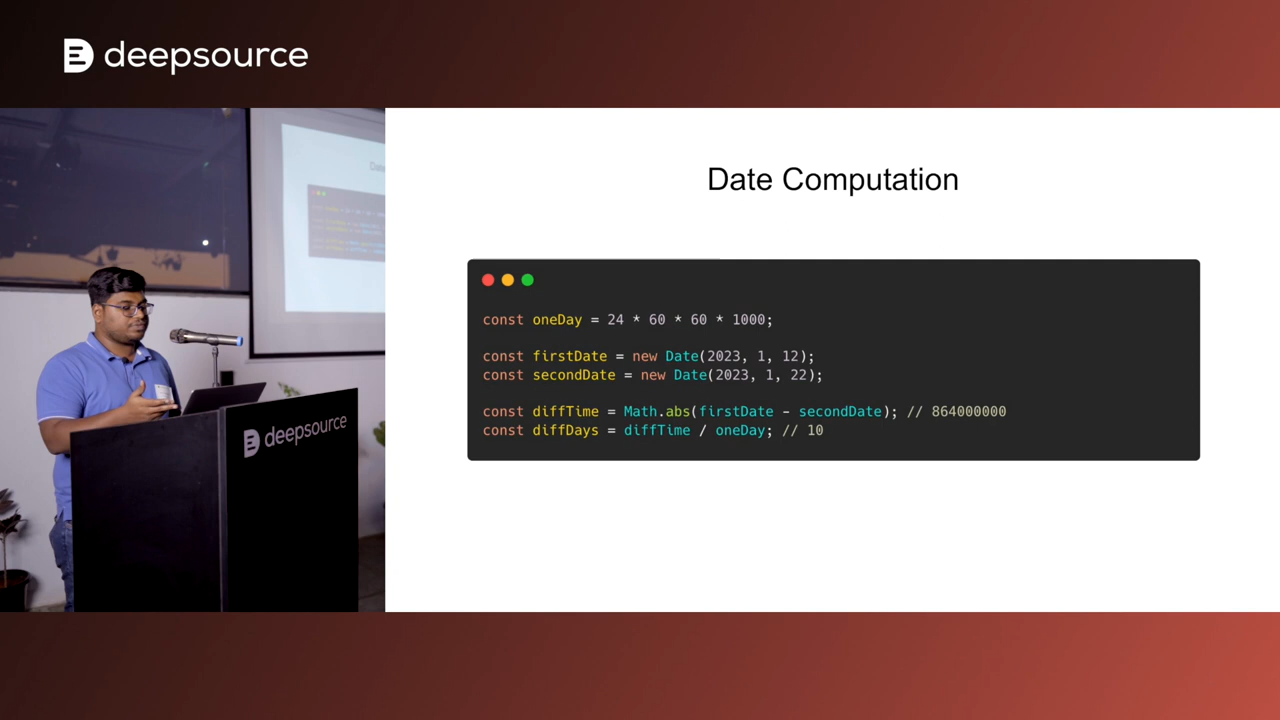 deepsource
deepsource
Date Computation
const oneDay = 24 * 60 * 60 * 1000;
const firstDate = new Date(2023, 1, 12);
const secondDate = new Date(2023, 1, 22);
const diffTime = Math.abs(firstDate - secondDate); // 864000000
const diffDays = diffTime / oneDay; // 10